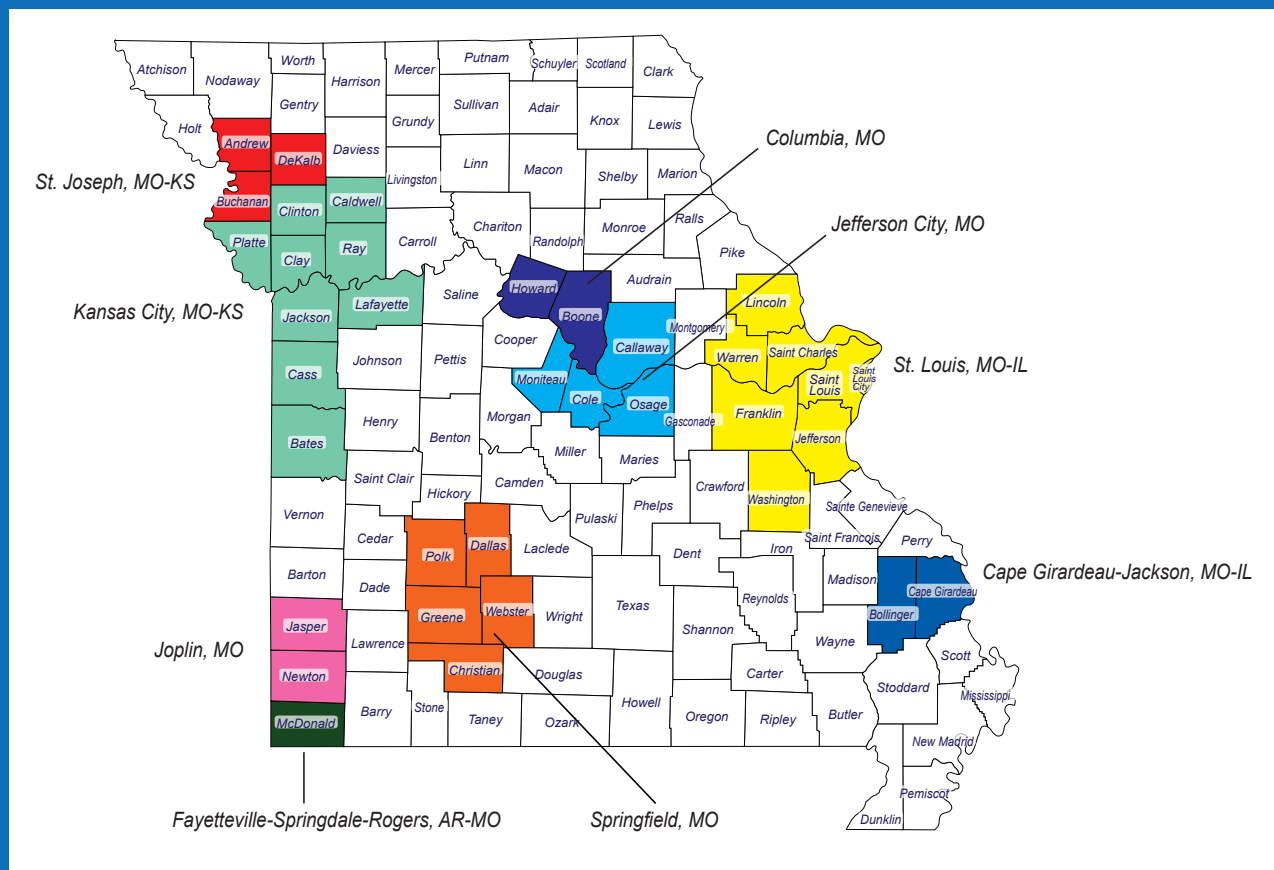 Worth
Putnam
Schuyler
Scotland
Atchison
Nodaway
Harrison
Mercer
Clark
Gentry
Sullivan
Adair
Knox
Lewis
Holt
Grundy
Andrew
DeKalb
Daviess
Linn
Macon
Shelby
Marion
Columbia, MO
St. Joseph, MO-KS
Livingston
Buchanan
Clinton
Caldwell
Chariton
Randolph
Monroe
Ralls
Jefferson City, MO
Platte
Clay
Ray
Carroll
Audrain
Pike
Howard
Saline
Boone
Lincoln
Kansas City, MO-KS
Jackson
Lafayette
Montgomery
Cooper
Callaway
Warren
Saint Charles
St. Louis, MO-IL
Johnson
Pettis
Cass
Moniteau
Cole
Osage
Saint
Louis
Saint
Louis
City
Franklin
Morgan
Gasconade
Henry
Benton
Jefferson
Bates
Miller
Maries
Saint Clair
Hickory
Camden
Crawford
Washington
Sainte Genevieve
Vernon
Cedar
Pulaski
Phelps
Saint Francois
Perry
Polk
Dallas
Laclede
Dent
Iron
Cape Girardeau-Jackson, MO-IL
Barton
Dade
Madison
Cape Girardeau
Reynolds
Bollinger
Jasper
Greene
Webster
Wright
Texas
Shannon
Wayne
Joplin, MO
Lawrence
Scott
Newton
Christian
Douglas
Carter
Stoddard
Mississippi
McDonald
Barry
Stone
Taney
Ozark
Howell
Oregon
Ripley
Butler
New Madrid
Pemiscot
Dunklin
Fayetteville-Springdale-Rogers, AR-MO
Springfield, MO